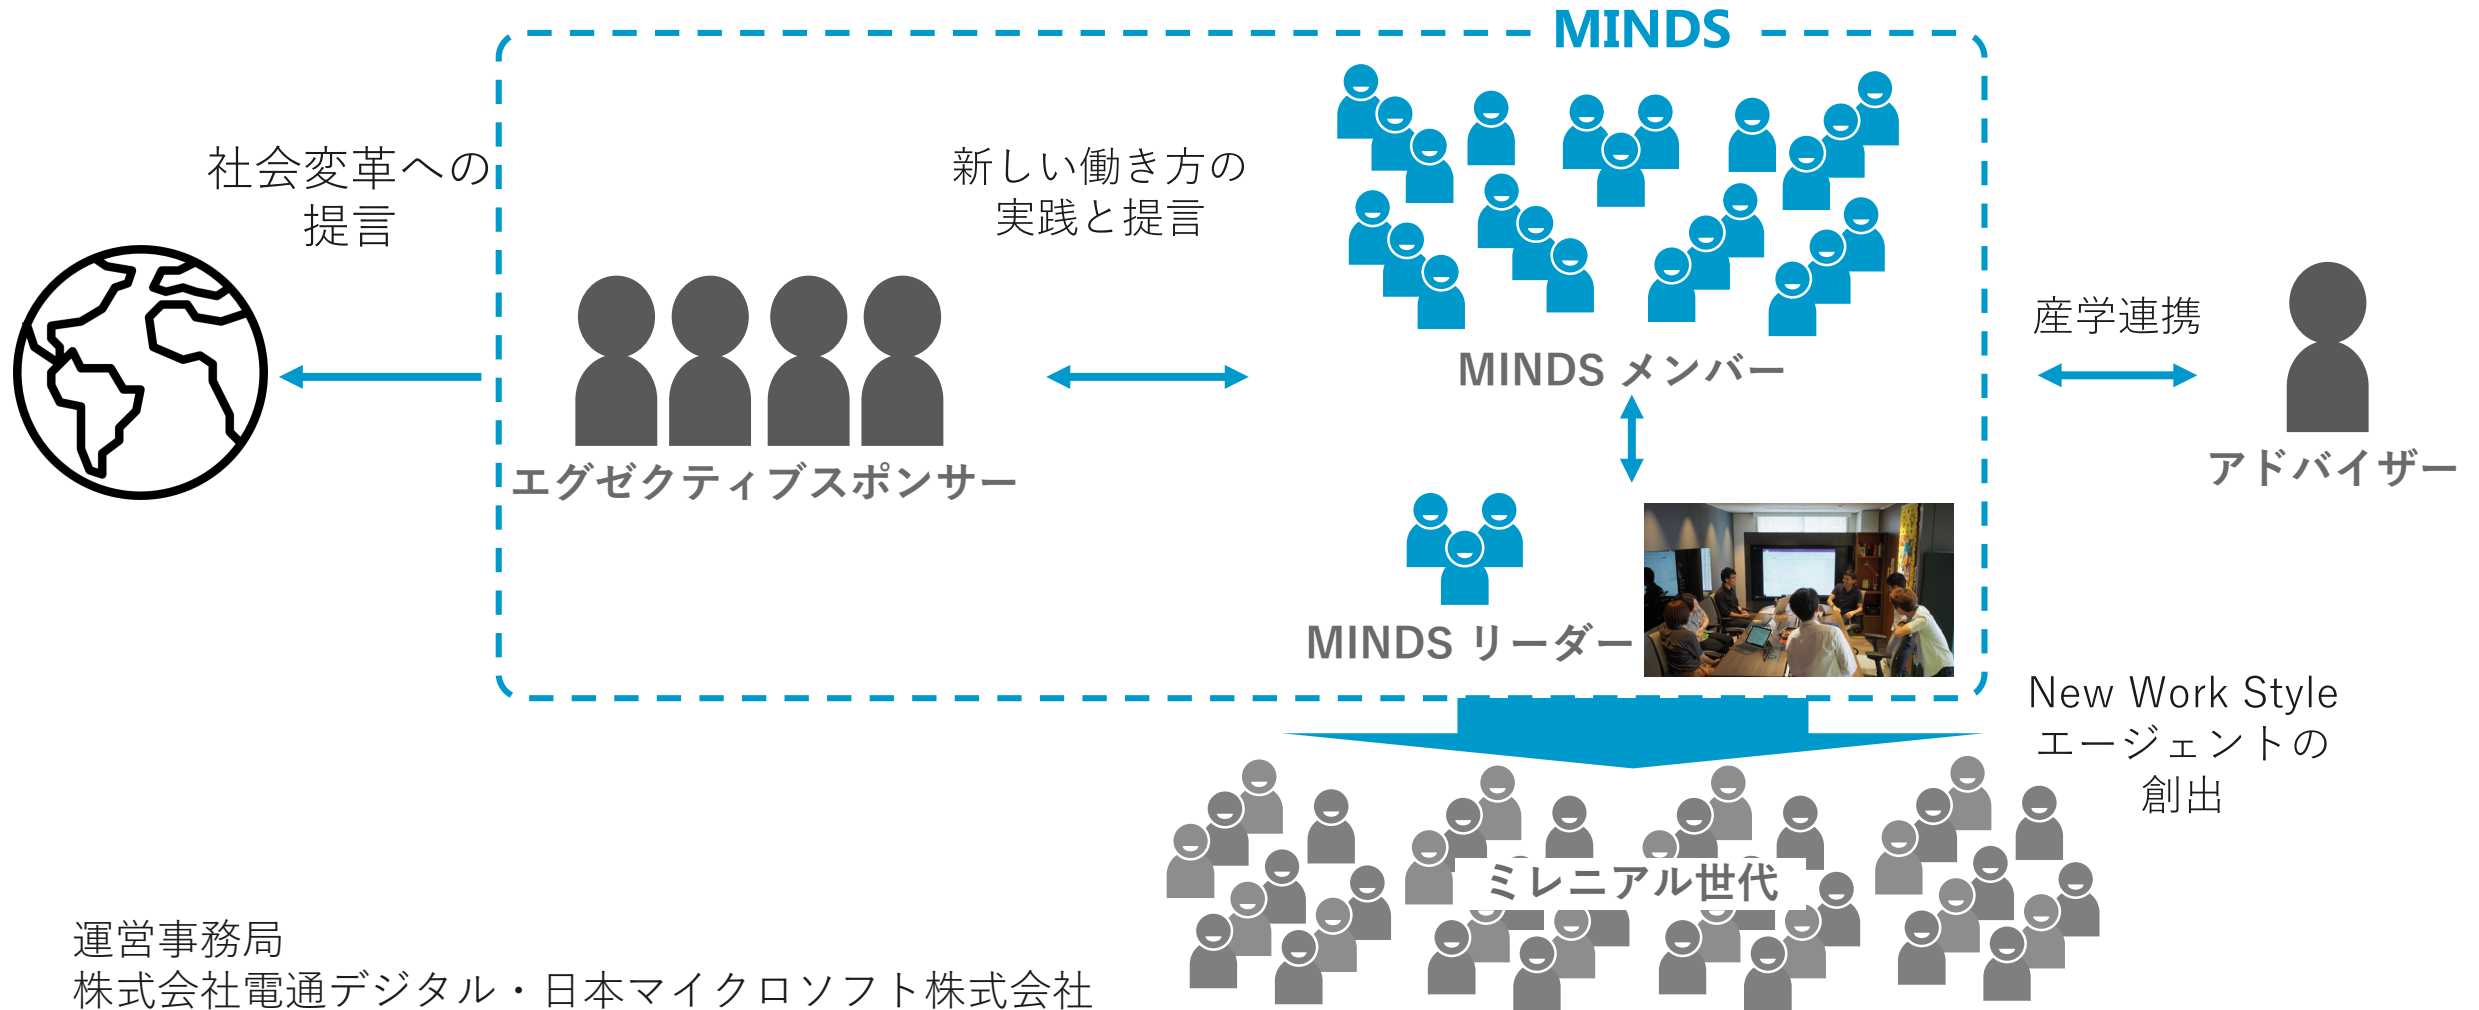 MINDS
社会変革への
提言
新しい働き方の
実践と提言
MINDS メンバー
産学連携
アドバイザー
エグゼクティブスポンサー
MINDS リーダー
New Work Style
エージェントの
創出
ミレニアル世代
運営事務局
株式会社電通デジタル・日本マイクロソフト株式会社